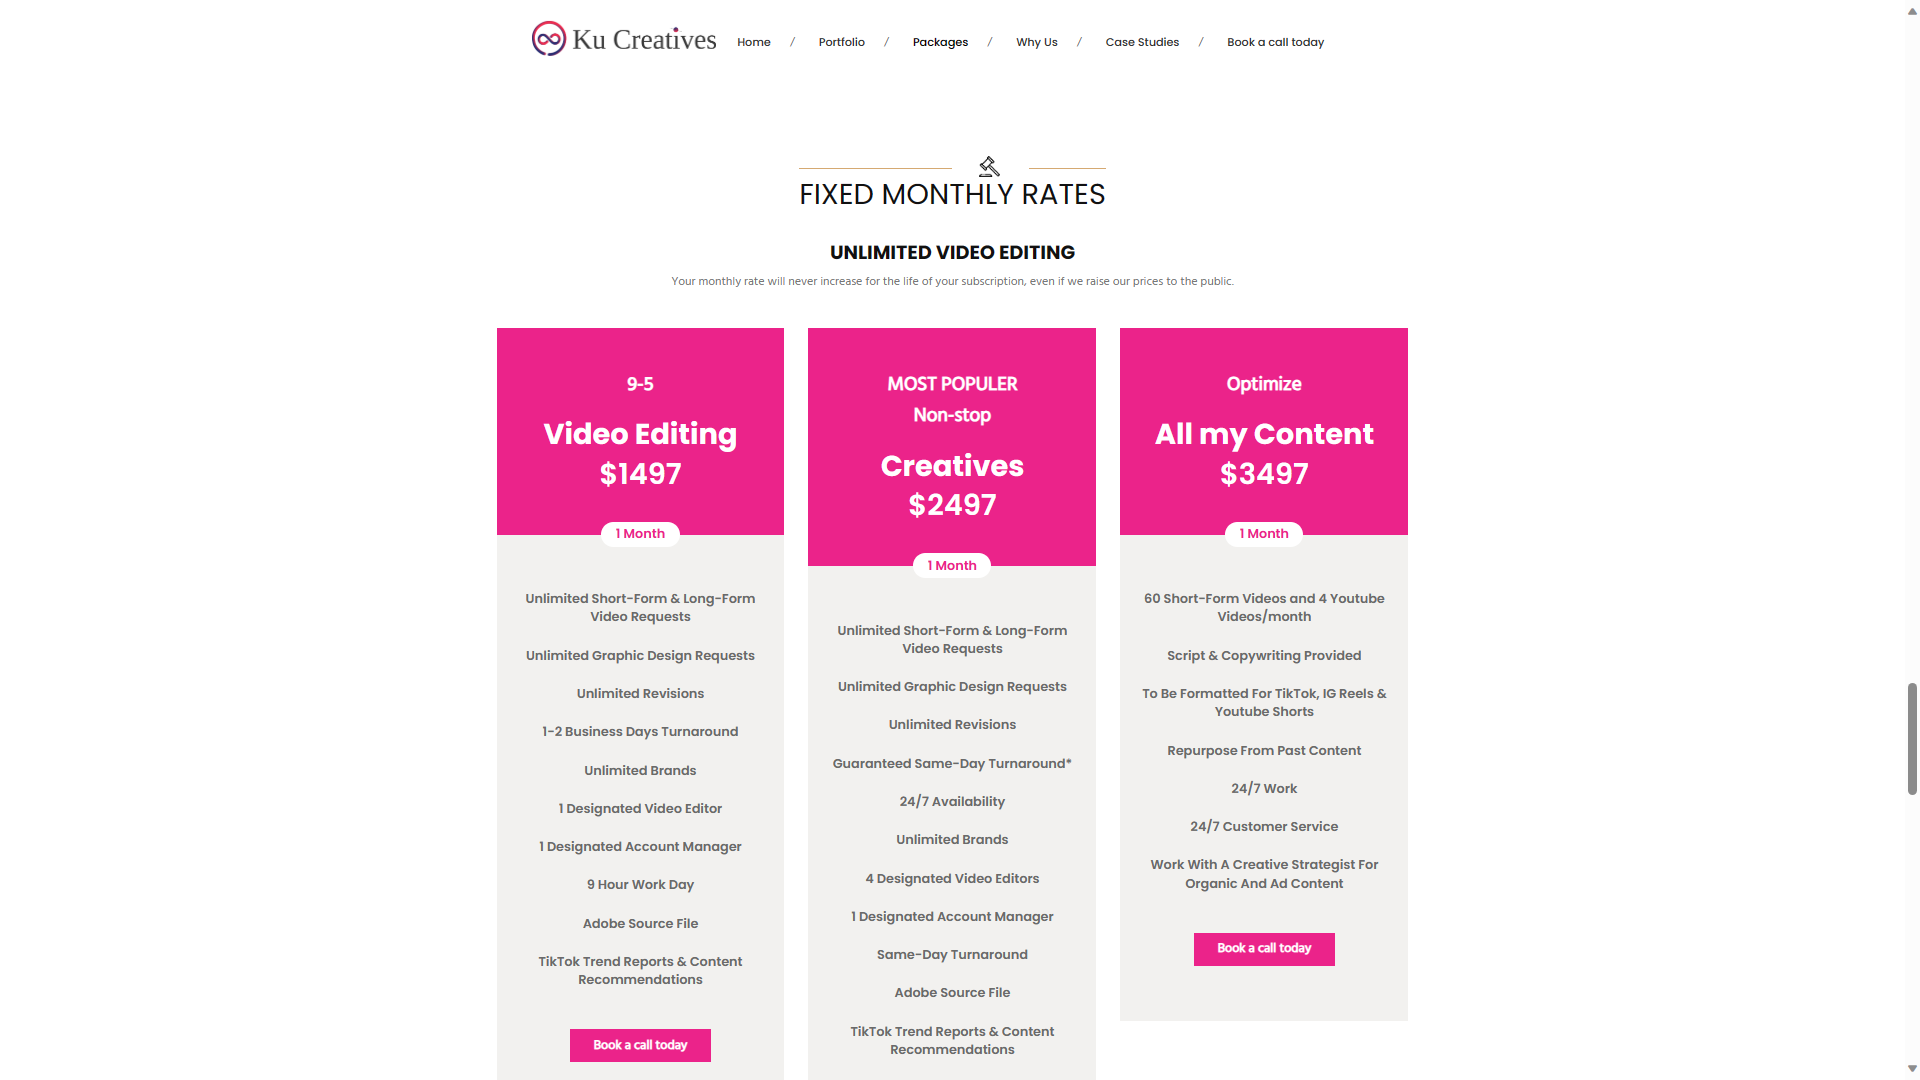 Ku Creatives
Home / Portfolio / Packages / Why Us / Case Studies / Book a call today
FIXED MONTHLY RATES
UNLIMITED VIDEO EDITING
Your monthly rate will never increase for the life of your subscription, even if we raise our prices to the public.
9-5
Video Editing
$1497
1 Month
Unlimited Short-Form & Long-Form
Video Requests
Unlimited Graphic Design Requests
Unlimited Revisions
1-2 Business Days Turnaround
Unlimited Brands
1 Designated Video Editor
1 Designated Account Manager
9 Hour Work Day
Adobe Source File
TikTok Trend Reports & Content
Recommendations
Book a call today
MOST POPULER
Non-stop
Creatives
$2497
1 Month
Unlimited Short-Form & Long-Form
Video Requests
Unlimited Graphic Design Requests
Unlimited Revisions
Guaranteed Same-Day Turnaround*
24/7 Availability
Unlimited Brands
4 Designated Video Editors
1 Designated Account Manager
Same-Day Turnaround
Adobe Source File
TikTok Trend Reports & Content
Recommendations
Optimize
All my Content
$3497
1 Month
60 Short-Form Videos and 4 Youtube
Videos/month
Script & Copywriting Provided
To Be Formatted For TikTok, IG Reels &
Youtube Shorts
Repurpose From Past Content
24/7 Work
24/7 Customer Service
Work With A Creative Strategist For
Organic And Ad Content
Book a call today